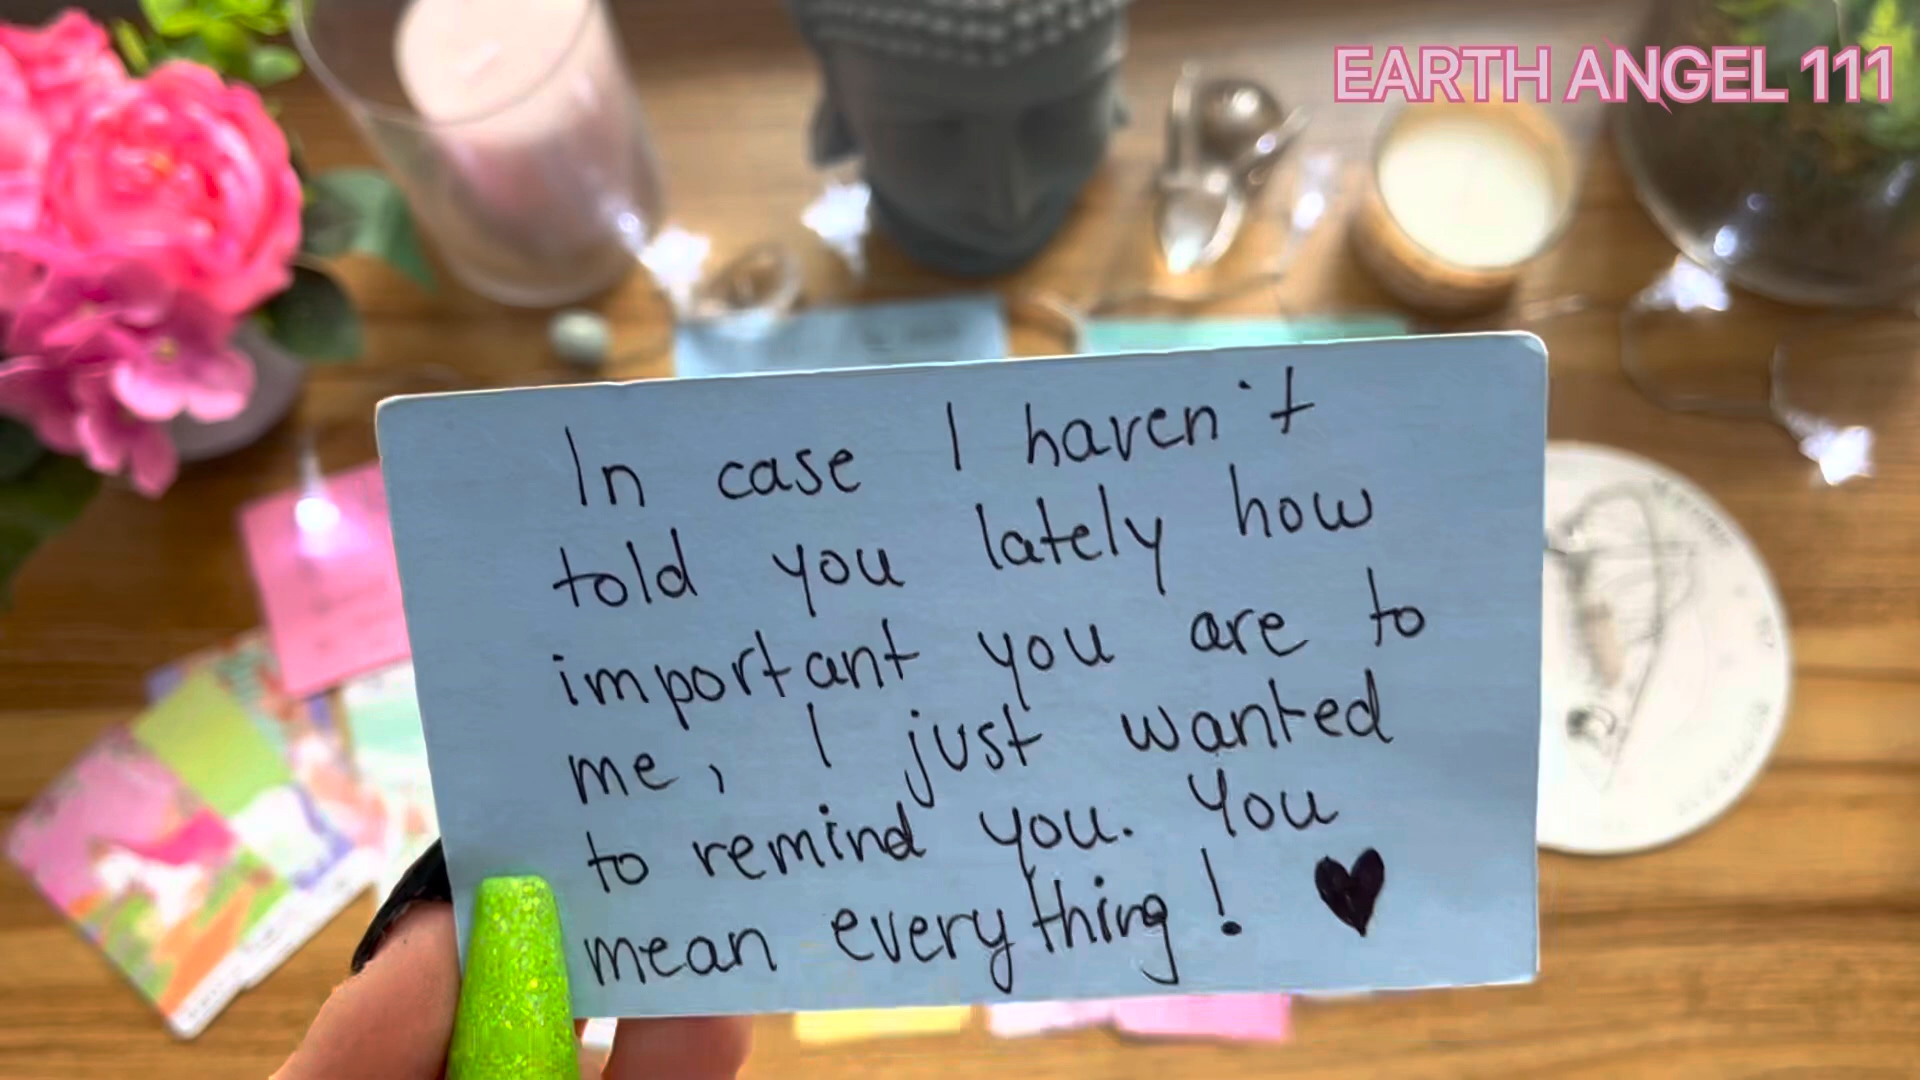 EARTH ANGEL 111
In case I haven't
told you lately how
important you are to
me, I just wanted
to remind you. You
mean everything! ♥